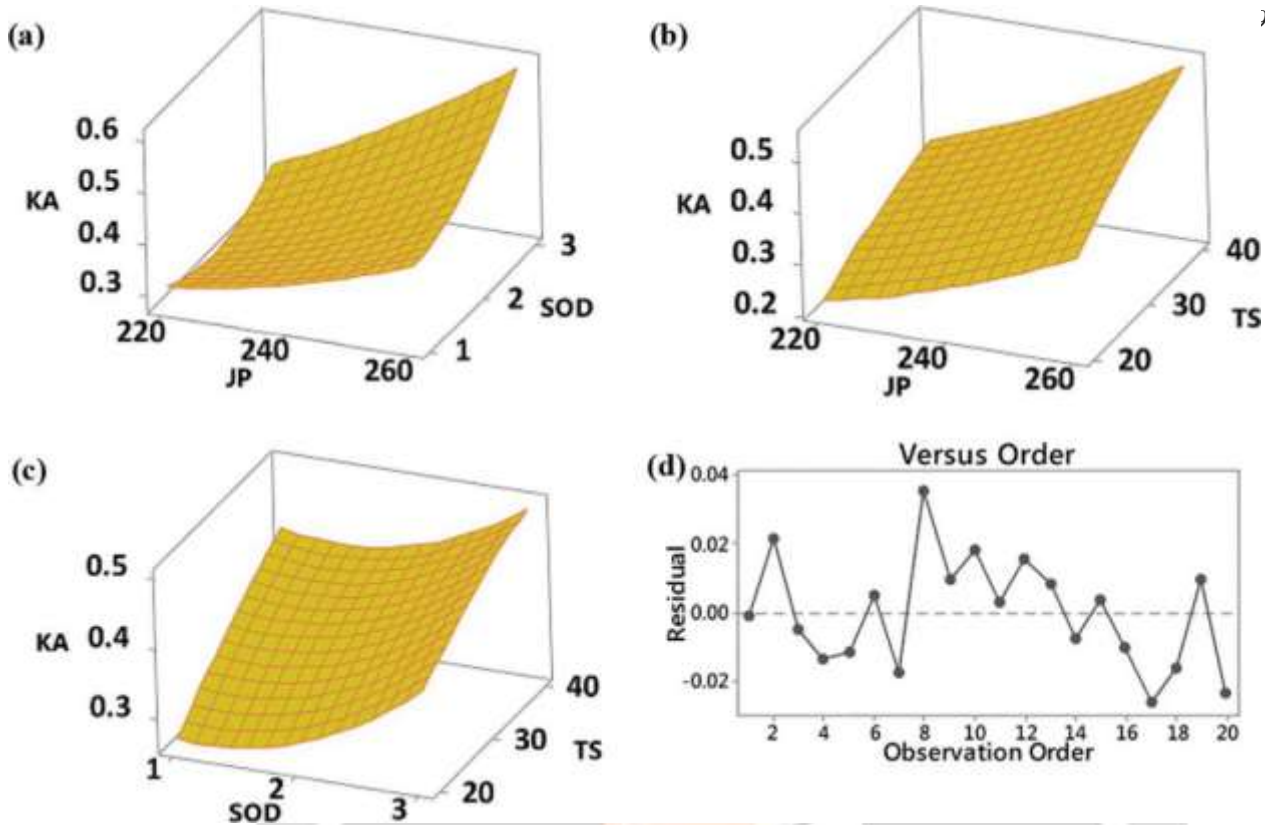 (a)
0.6
0.5
KA
0.4
0.3
220
240
260
JP
1
2
3
SOD
(b)
0.5
KA
0.4
0.3
0.2
220
240
260
JP
20
30
40
TS
(c)
0.5
KA
0.4
0.3
1
2
3
SOD
20
30
40
TS
(d)
Versus Order
0.04
0.02
0.00
-0.02
Residual
2 4 6 8 10 12 14 16 18 20
Observation Order